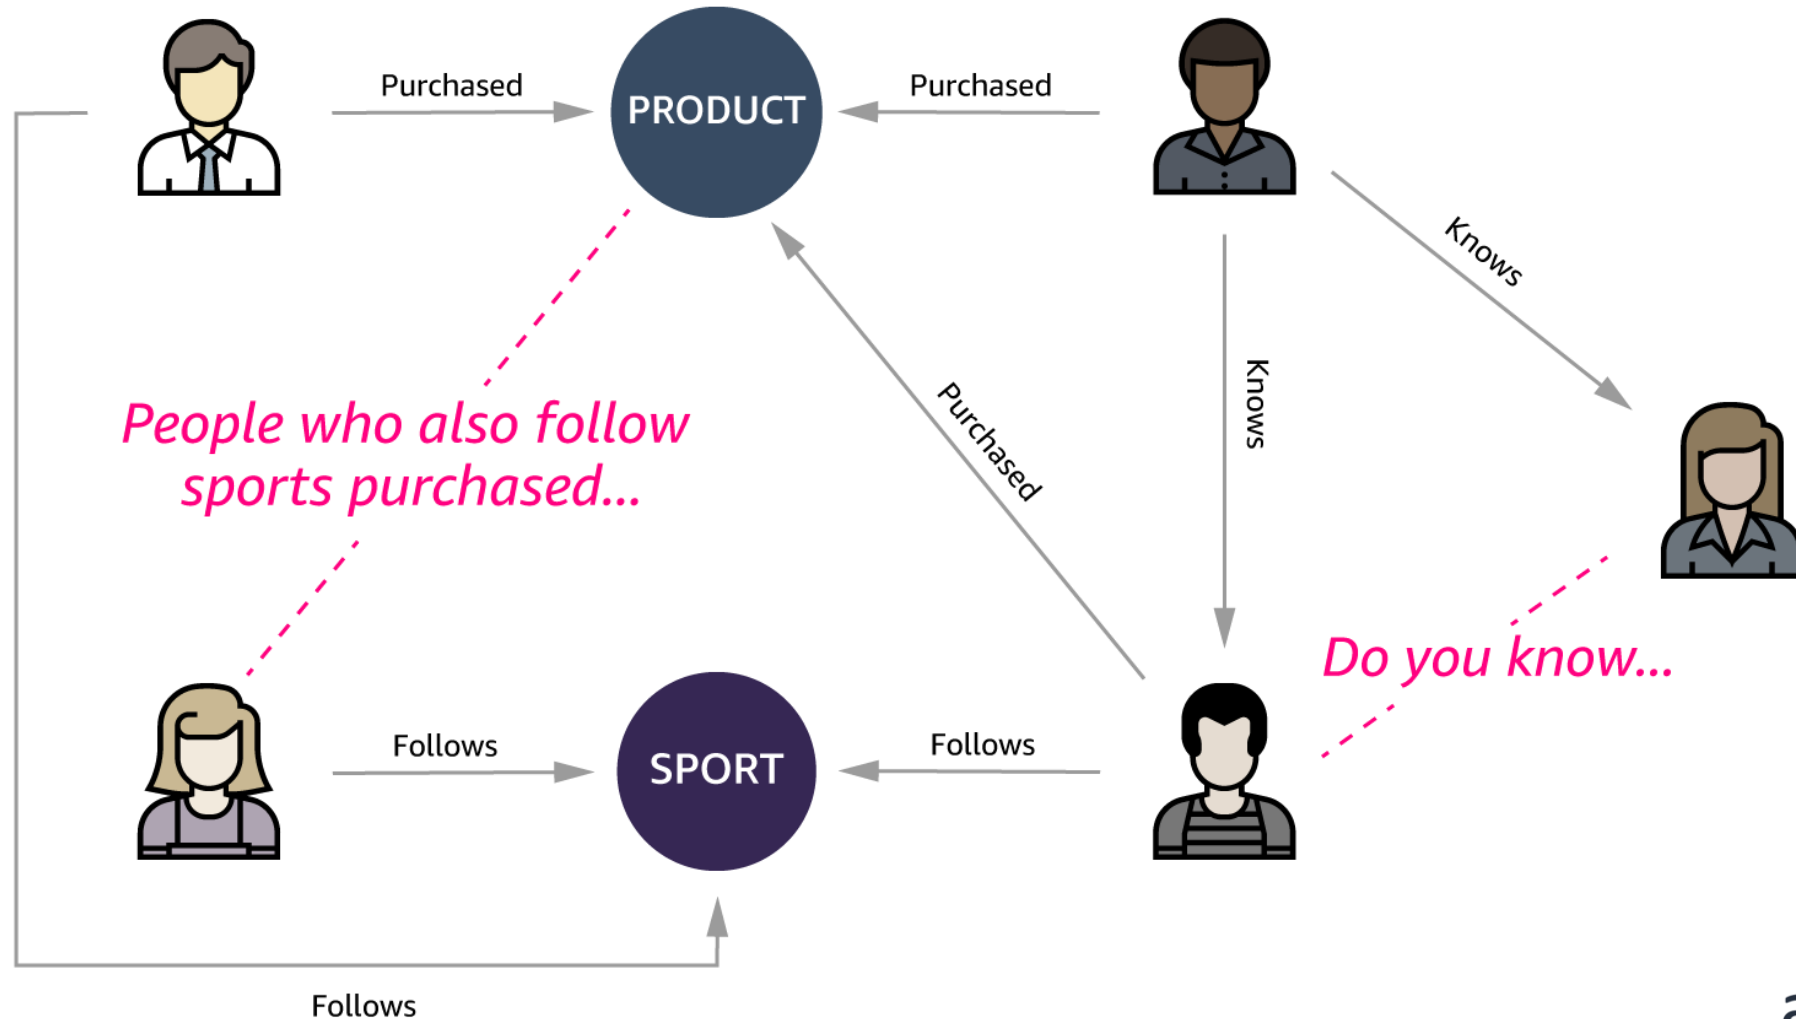 Purchased
PRODUCT
Purchased
Knows
Knows
Purchased
People who also follow
sports purchased...
Do you know...
Follows
SPORT
Follows
Follows